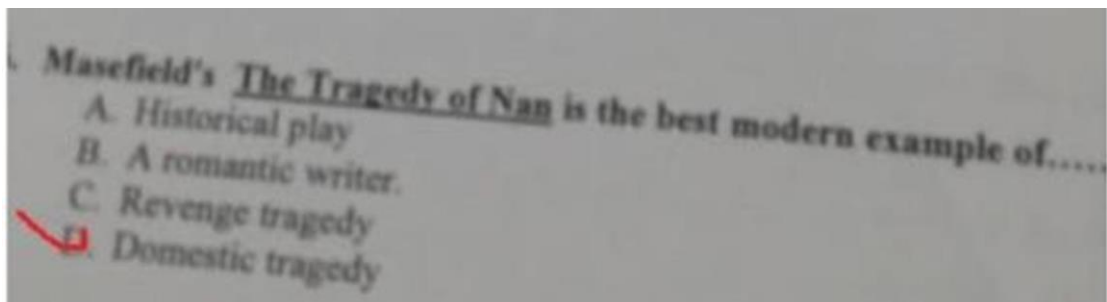 . Masefield's The Tragedy of Nan is the best modern example of.....
A. Historical play
B. A romantic writer.
C. Revenge tragedy
D. Domestic tragedy